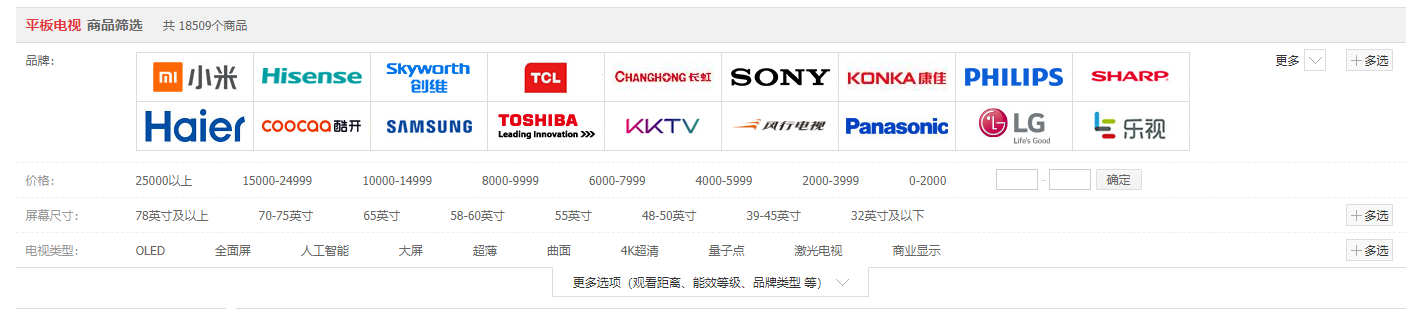 平板电视 商品筛选 共 18509个商品
品牌: 小米 Hisense Skyworth 创维 TCL CHANGHONG 长虹 SONY KONKA 康佳 PHILIPS SHARP 更多 多选
Haier coocaa 酷开 SAMSUNG TOSHIBA Leading Innovation >>> KKTV 风行电视 Panasonic LG Life's Good 乐视
价格: 25000以上 15000-24999 10000-14999 8000-9999 6000-7999 4000-5999 2000-3999 0-2000 - 确定
屏幕尺寸: 78英寸及以上 70-75英寸 65英寸 58-60英寸 55英寸 48-50英寸 39-45英寸 32英寸及以下 多选
电视类型: OLED 全面屏 人工智能 大屏 超薄 曲面 4K超清 量子点 激光电视 商业显示 多选
更多选项（观看距离、能效等级、品牌类型 等）